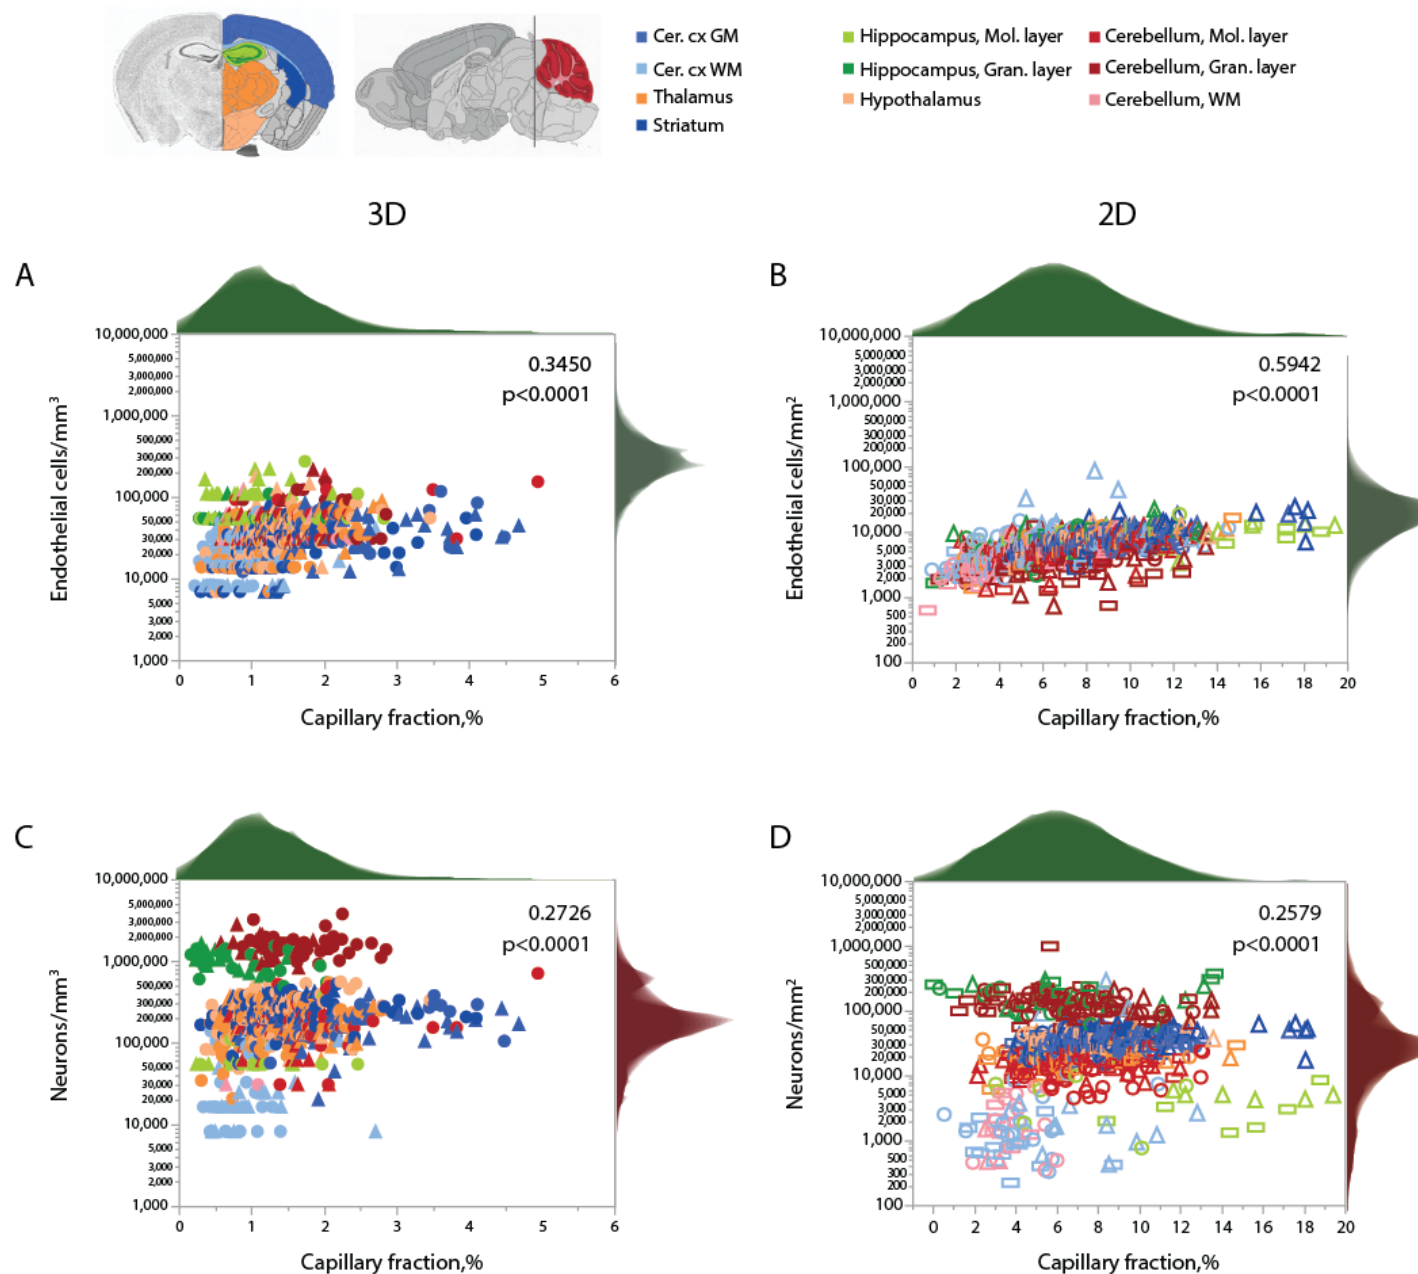 Cer. cx GM
Cer. cx WM
Thalamus
Striatum
Hippocampus, Mol. layer
Hippocampus, Gran. layer
Hypothalamus
Cerebellum, Mol. layer
Cerebellum, Gran. layer
Cerebellum, WM
3D
2D
A
10,000,000
5,000,000
3,000,000
2,000,000
1,000,000
500,000
300,000
200,000
100,000
50,000
30,000
20,000
10,000
5,000
3,000
2,000
1,000
Endothelial cells/mm³
0.3450
p<0.0001
0 1 2 3 4 5 6
Capillary fraction,%
B
10,000,000
5,000,000
3,000,000
2,000,000
1,000,000
500,000
300,000
200,000
100,000
50,000
30,000
20,000
10,000
5,000
3,000
2,000
1,000
500
300
200
100
Endothelial cells/mm²
0.5942
p<0.0001
0 2 4 6 8 10 12 14 16 18 20
Capillary fraction,%
C
10,000,000
5,000,000
3,000,000
2,000,000
1,000,000
500,000
300,000
200,000
100,000
50,000
30,000
20,000
10,000
5,000
3,000
2,000
1,000
Neurons/mm³
0.2726
p<0.0001
0 1 2 3 4 5 6
Capillary fraction,%
D
10,000,000
5,000,000
3,000,000
2,000,000
1,000,000
500,000
300,000
200,000
100,000
50,000
30,000
20,000
10,000
5,000
3,000
2,000
1,000
500
300
200
100
Neurons/mm²
0.2579
p<0.0001
0 2 4 6 8 10 12 14 16 18 20
Capillary fraction,%